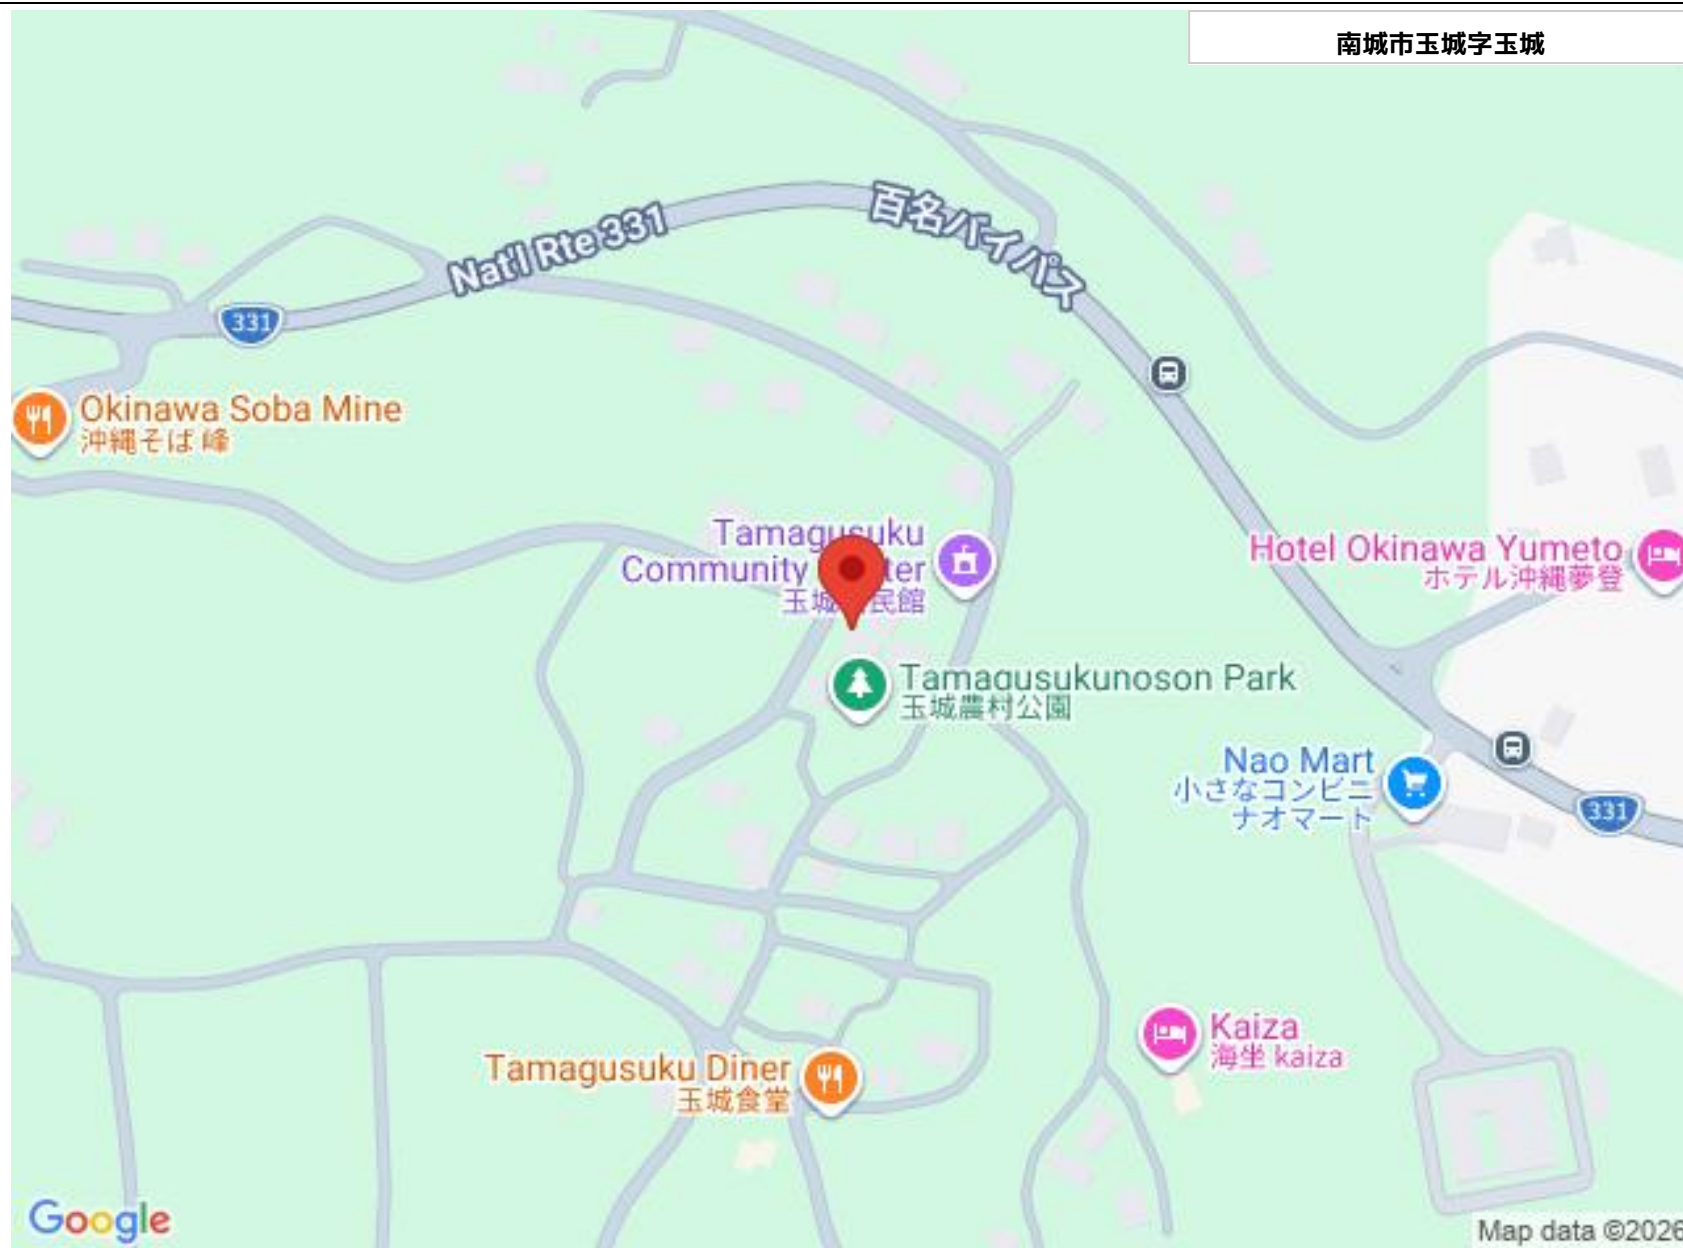 南城市玉城字玉城
百名バイパス
Nat'l Rte 331
331
Okinawa Soba Mine
沖縄そば 峰
Tamagusuku
Community
玉城 民館
Hotel Okinawa Yumeto
ホテル沖縄夢登
Tamagusukunoson Park
玉城農村公園
Nao Mart
小さなコンビニ
ナオマート
331
Kaiza
海坐 kaiza
Tamagusuku Diner
玉城食堂
Google
Map data ©2026